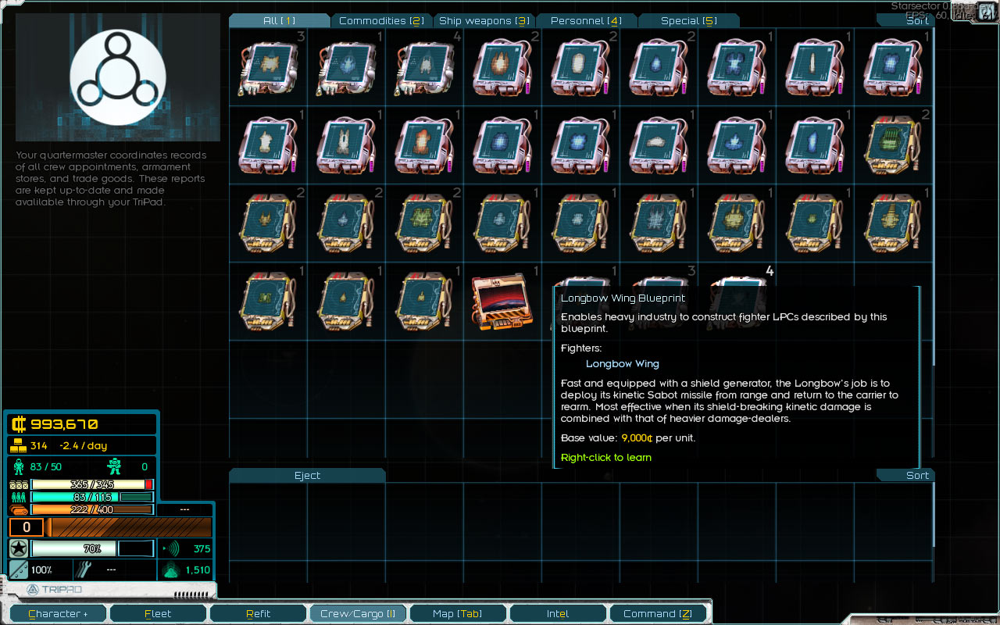 All [1] Commodities [2] Ship weapons [3] Personnel [4] Special [5] Sort
Starsector
FPS: 60,
3 1 4 2 2 2 1 1 1
1 1 1 1 1 1 1 1 2
2 2 2 1 1 1 1 1 1
1 1 1 1 1 3 4
Your quartermaster coordinates records
of all crew appointments, armament
stores, and trade goods. These reports
are kept up-to-date and made
avalilable through your TriPad.
Longbow Wing Blueprint
Enables heavy industry to construct fighter LPCs described by this
blueprint.
Fighters:
Longbow Wing
Fast and equipped with a shield generator, the Longbow's job is to
deploy its kinetic Sabot missile from range and return to the carrier to
rearm. Most effective when its shield-breaking kinetic damage is
combined with that of heavier damage-dealers.
Base value: 9,000¢ per unit.
Right-click to learn
Eject Sort
993,670
314 -2.4 / day
83 / 50 0
365 / 345
83 / 115
222 / 400 ---
0
70% 375
100% --- 1,510
TRIPAD
Character + Fleet Refit Crew/Cargo [I] Map [Tab] Intel Command [Z]